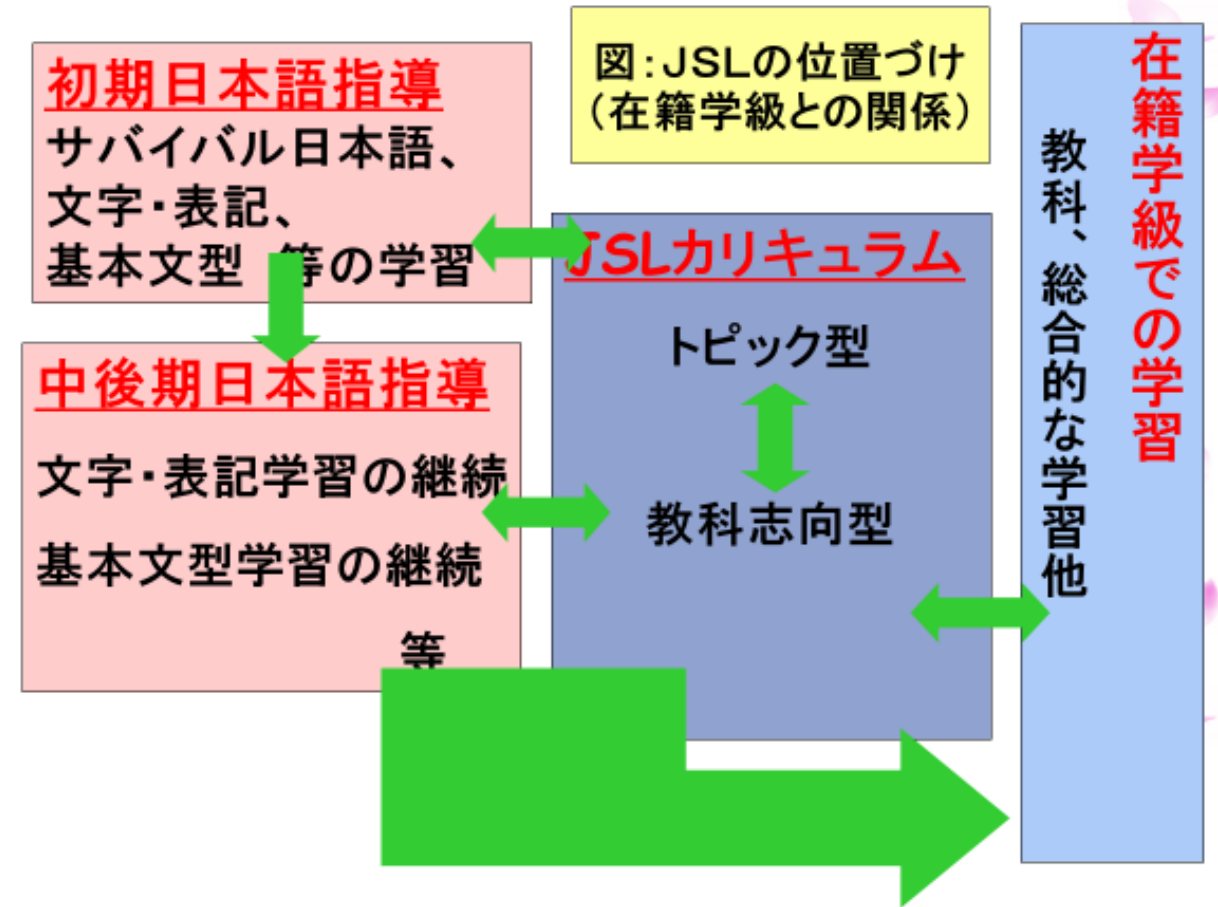 図:JSLの位置づけ
(在籍学級との関係)
初期日本語指導
サバイバル日本語、
文字・表記、
基本文型 等の学習
中後期日本語指導
文字・表記学習の継続
基本文型学習の継続
等
JSLカリキュラム
トピック型
教科志向型
在籍学級での学習
教科、総合的な学習他